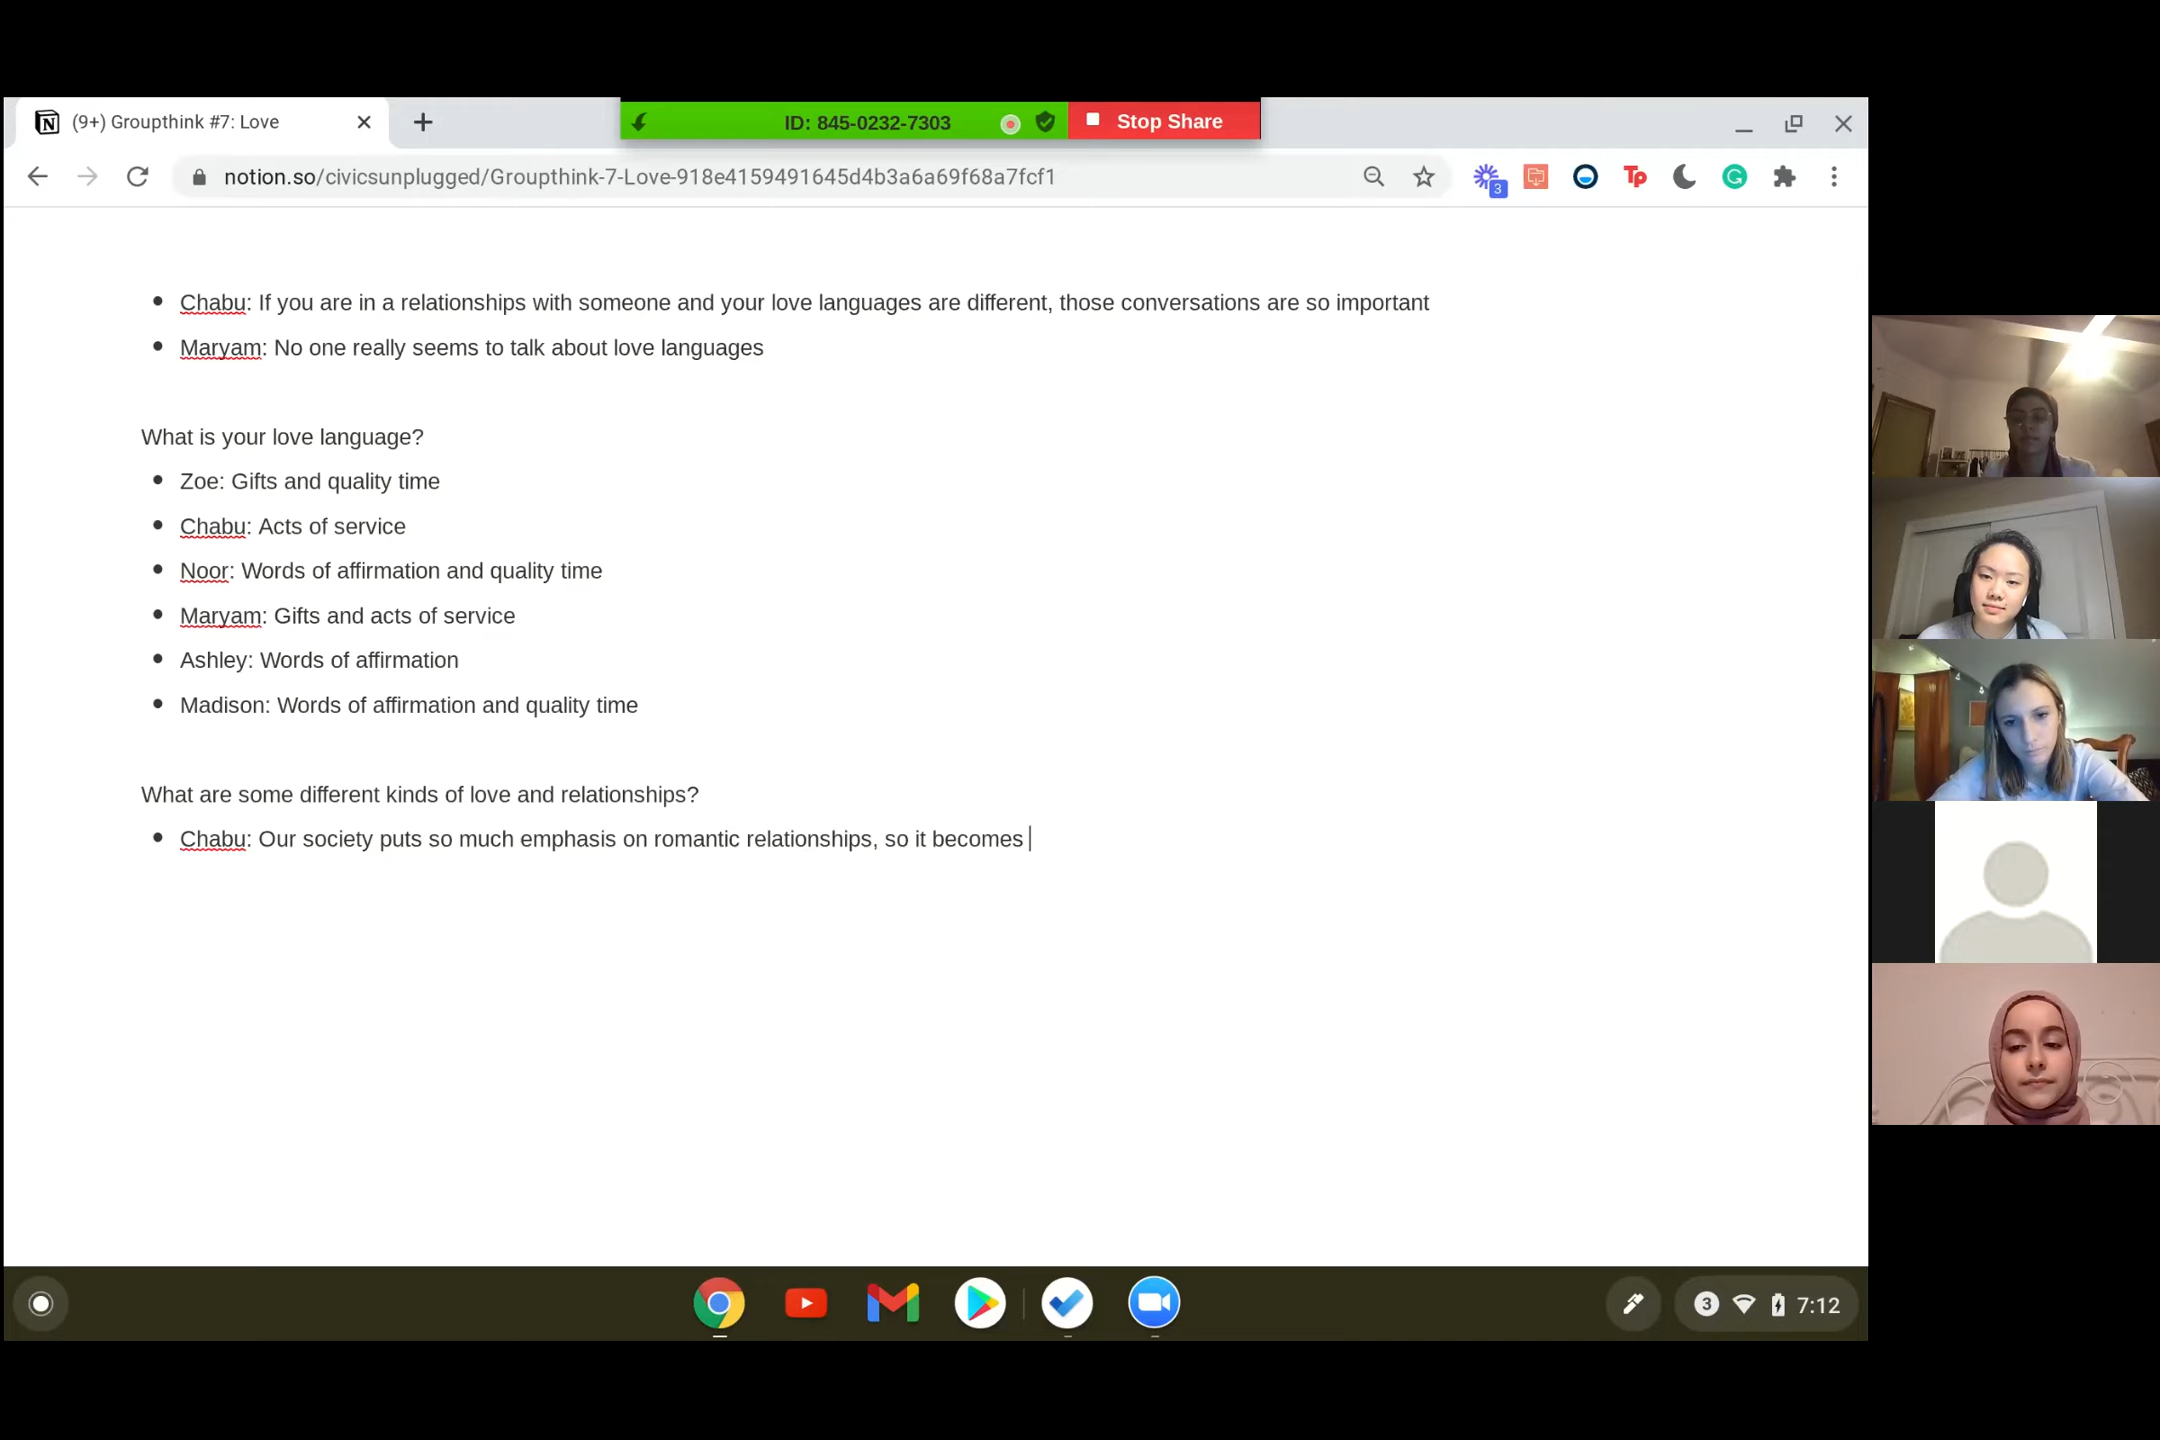 (9+) Groupthink #7: Love
ID: 845-0232-7303
Stop Share
notion.so/civicsunplugged/Groupthink-7-Love-918e4159491645d4b3a6a69f68a7fcf1
3
Tp
Chabu: If you are in a relationships with someone and your love languages are different, those conversations are so important
Maryam: No one really seems to talk about love languages
What is your love language?
Zoe: Gifts and quality time
Chabu: Acts of service
Noor: Words of affirmation and quality time
Maryam: Gifts and acts of service
Ashley: Words of affirmation
Madison: Words of affirmation and quality time
What are some different kinds of love and relationships?
Chabu: Our society puts so much emphasis on romantic relationships, so it becomes
3
7:12